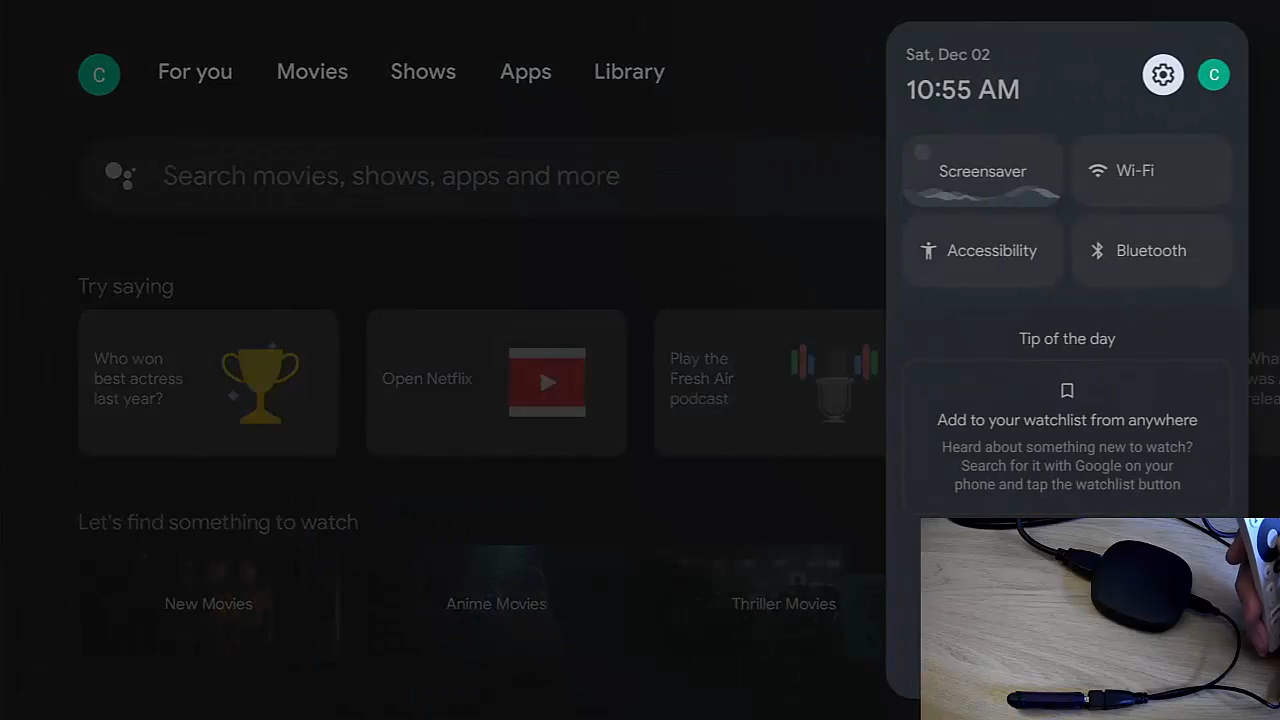 C
For you
Movies
Shows
Apps
Library
Search movies, shows, apps and more
Try saying
Who won
best actress
last year?
Open Netflix
Play the
Fresh Air
podcast
Let's find something to watch
New Movies
Anime Movies
Thriller Movies
Sat, Dec 02
10:55 AM
C
Screensaver
Wi-Fi
Accessibility
Bluetooth
Tip of the day
Add to your watchlist from anywhere
Heard about something new to watch?
Search for it with Google on your
phone and tap the watchlist button